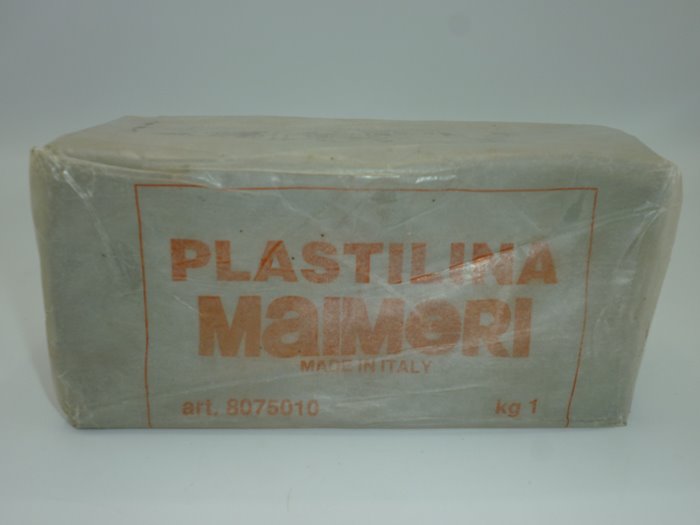 PLASTILINA
MaiMeRI
MADE IN ITALY
art. 8075010
kg 1